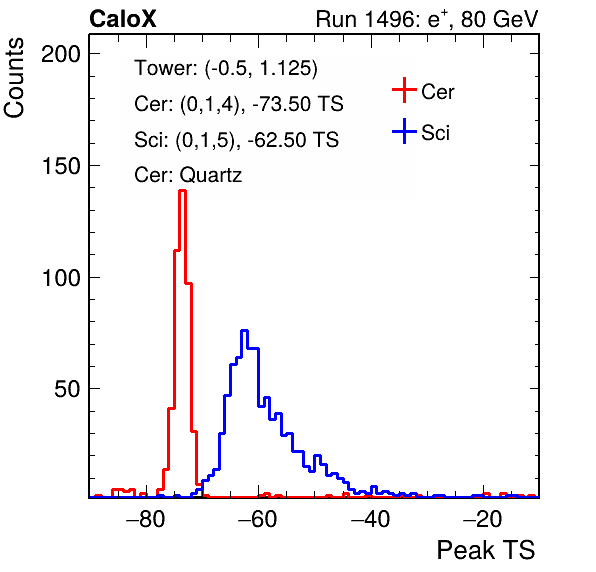 CaloX Run 1496: e⁺, 80 GeV
Counts
200
150
100
50
Tower: (-0.5, 1.125)
Cer: (0,1,4), -73.50 TS
Sci: (0,1,5), -62.50 TS
Cer: Quartz
Cer
Sci
−80 −60 −40 −20
Peak TS